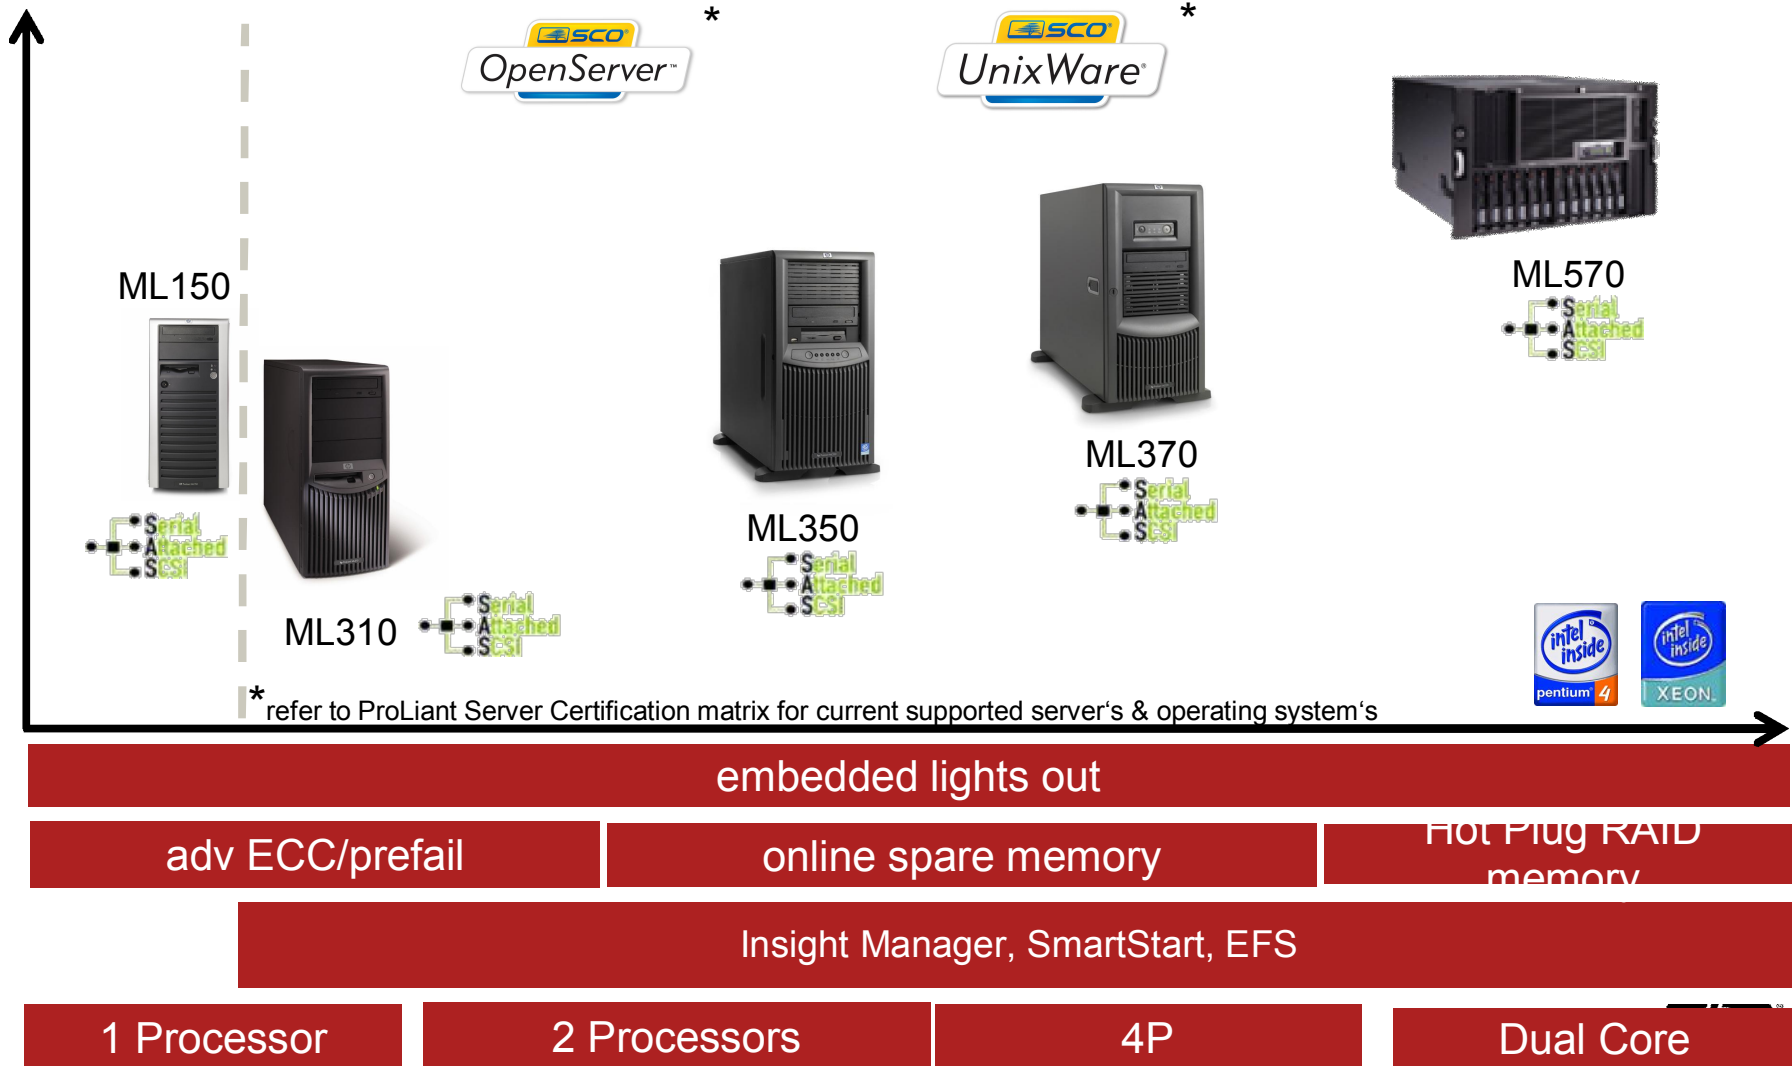 *
*
SCO®
OpenServer™
SCO®
UnixWare®
ML150
ML570
Serial
Attached
SCSI
ML370
Serial
Attached
SCSI
ML350
Serial
Attached
SCSI
Serial
Attached
SCSI
ML310
Serial
Attached
SCSI
intel
inside
pentium® 4
intel
inside
XEON
*refer to ProLiant Server Certification matrix for current supported server‘s & operating system‘s
embedded lights out
adv ECC/prefail
online spare memory
Hot Plug RAID
memory
Insight Manager, SmartStart, EFS
1 Processor
2 Processors
4P
Dual Core